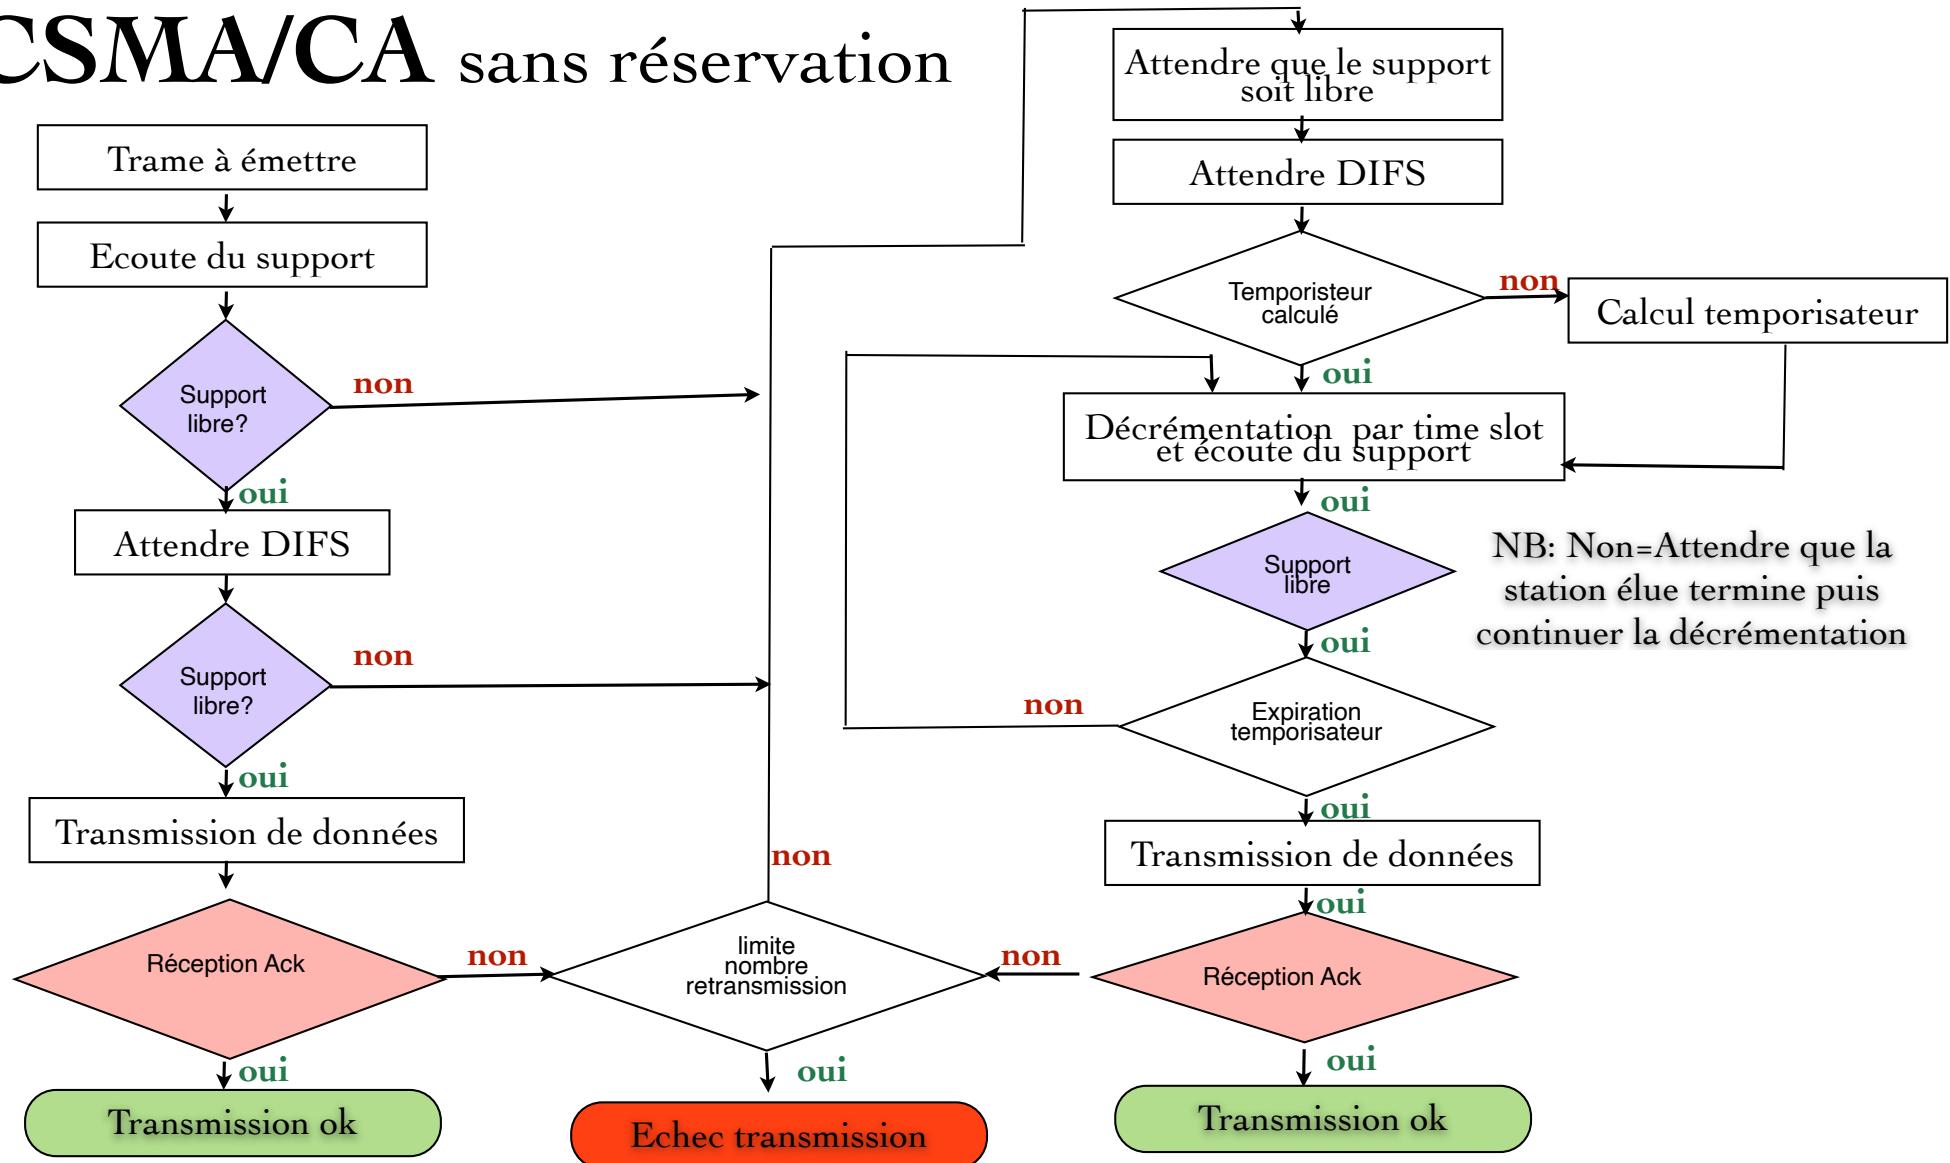 CSMA/CA sans réservation
Trame à émettre
Ecoute du support
Support
libre?
non
oui
Attendre DIFS
Support
libre?
non
oui
Transmission de données
Réception Ack
non
oui
Transmission ok
limite
nombre
retransmission
non
oui
Echec transmission
Attendre que le support
soit libre
Attendre DIFS
Temporisteur
calculé
non
Calcul temporisateur
oui
Décrémentation par time slot
et écoute du support
oui
Support
libre
NB: Non=Attendre que la
station élue termine puis
continuer la décrémentation
oui
Expiration
temporisateur
non
oui
Transmission de données
oui
Réception Ack
non
oui
Transmission ok